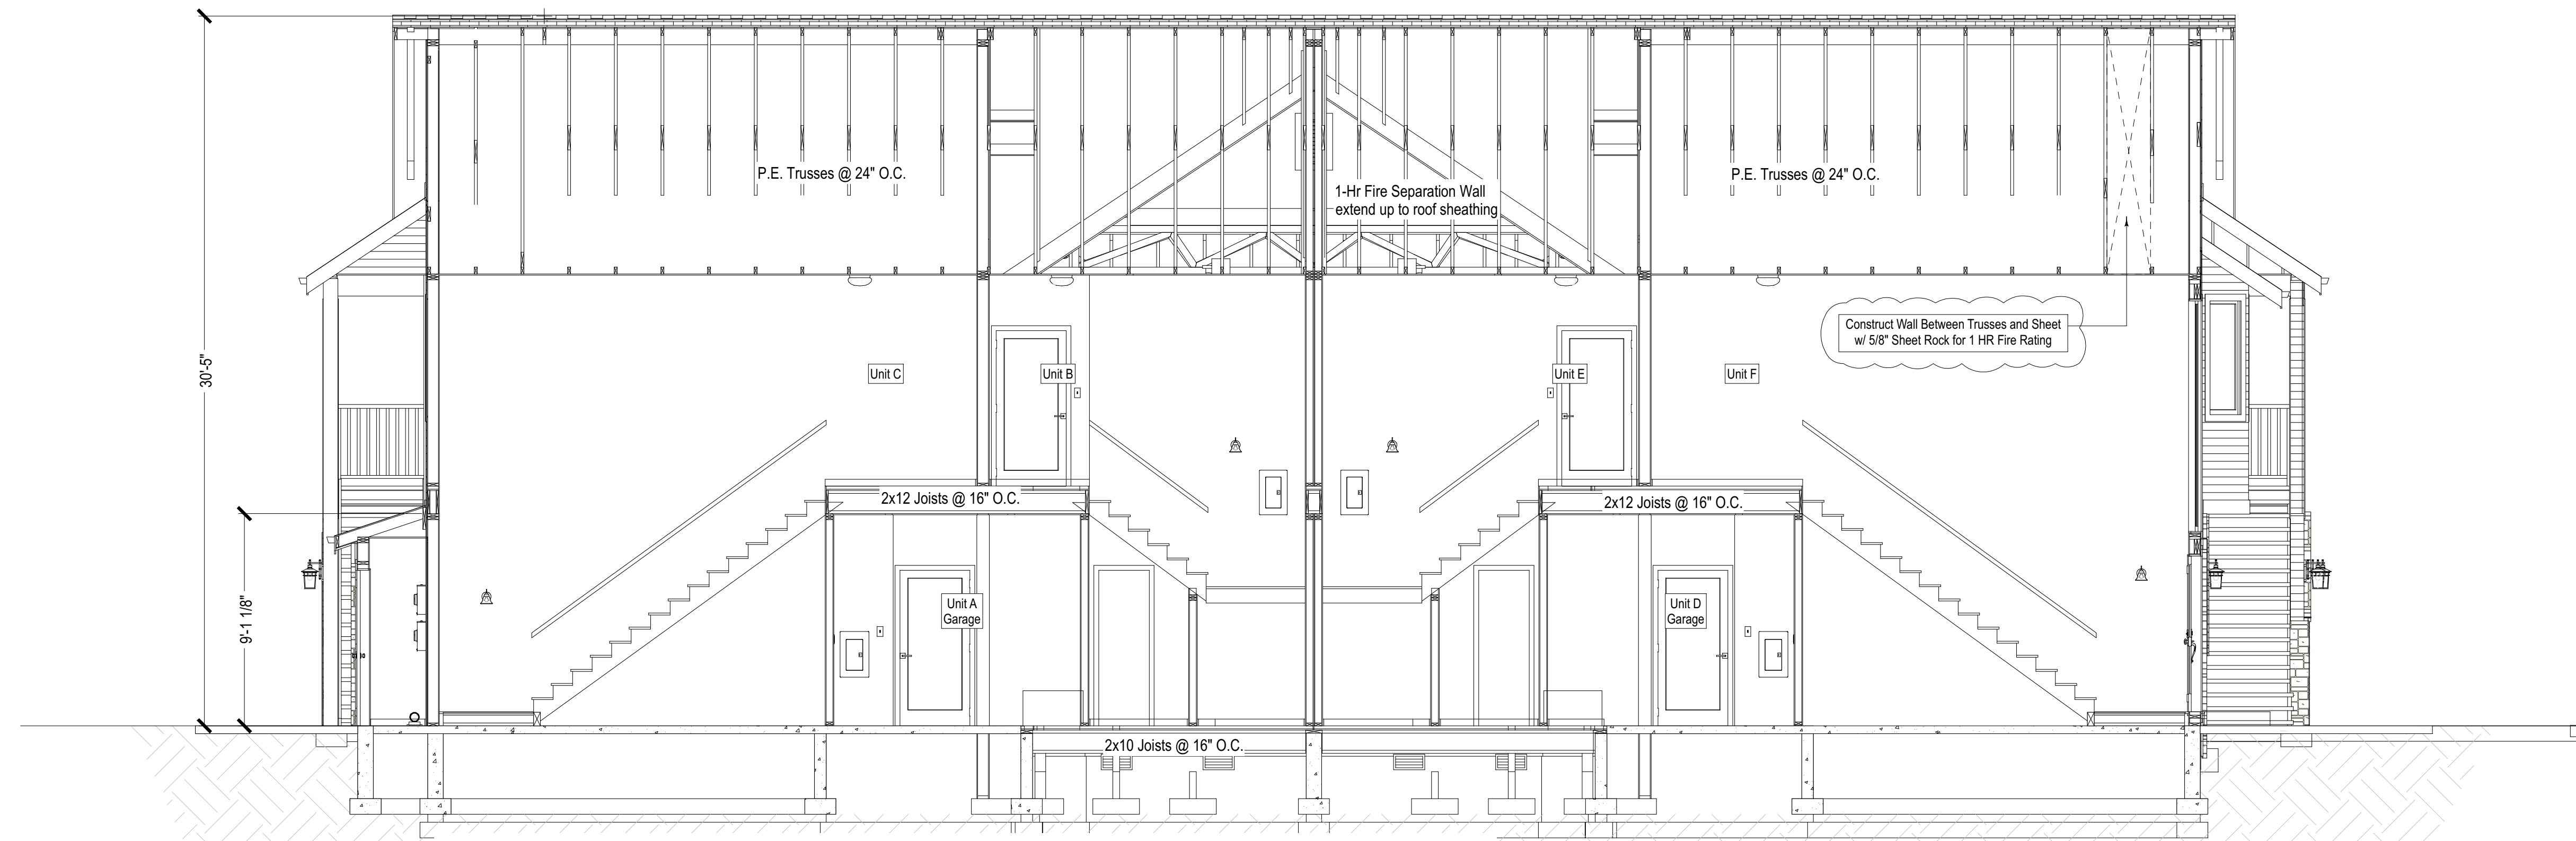 P.E. Trusses @ 24" O.C.
P.E. Trusses @ 24" O.C.
1-Hr Fire Separation Wall
extend up to roof sheathing
Construct Wall Between Trusses and Sheet
w/ 5/8" Sheet Rock for 1 HR Fire Rating
30'-5"
Unit C
Unit B
Unit E
Unit F
2x12 Joists @ 16" O.C.
2x12 Joists @ 16" O.C.
9'-1 1/8"
Unit A
Garage
Unit D
Garage
2x10 Joists @ 16" O.C.